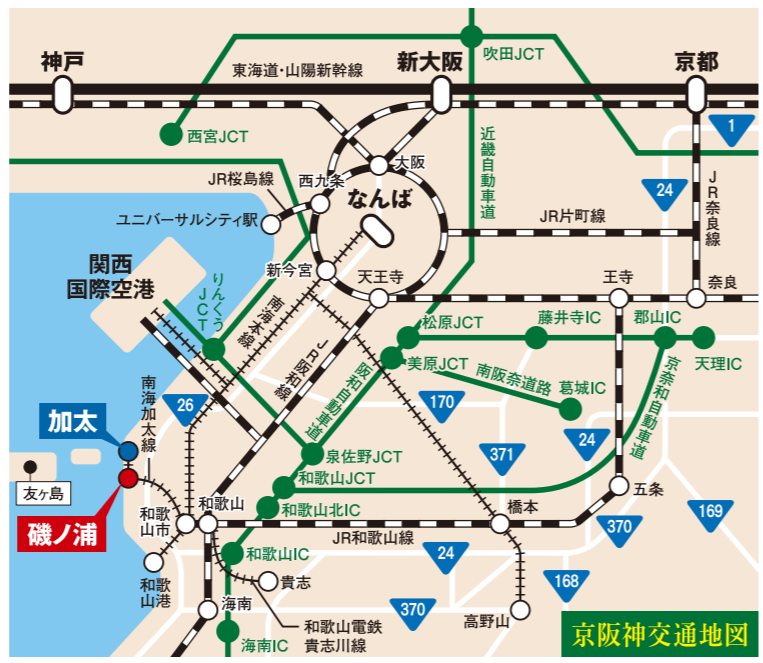 神戸
新大阪
京都
吹田JCT
東海道・山陽新幹線
西宮JCT
大阪
近畿自動車道
1
JR奈良線
24
JR桜島線
西九条
なんば
ユニバーサルシティ駅
JR片町線
関西
国際空港
新今宮
天王寺
王寺
奈良
りんくう
JCT
南海本線
JR阪和線
松原JCT
藤井寺IC
郡山IC
天理IC
美原JCT
南阪奈道路
葛城IC
京奈和自動車道
阪和自動車道
南海加太線
26
170
371
24
加太
友ヶ島
磯ノ浦
泉佐野JCT
和歌山JCT
和歌山北IC
和歌
山市
和歌山
橋本
五条
JR和歌山線
370
169
和歌山IC
24
168
和歌
山港
貴志
海南
370
高野山
和歌山電鉄
貴志川線
海南IC
京阪神交通地図